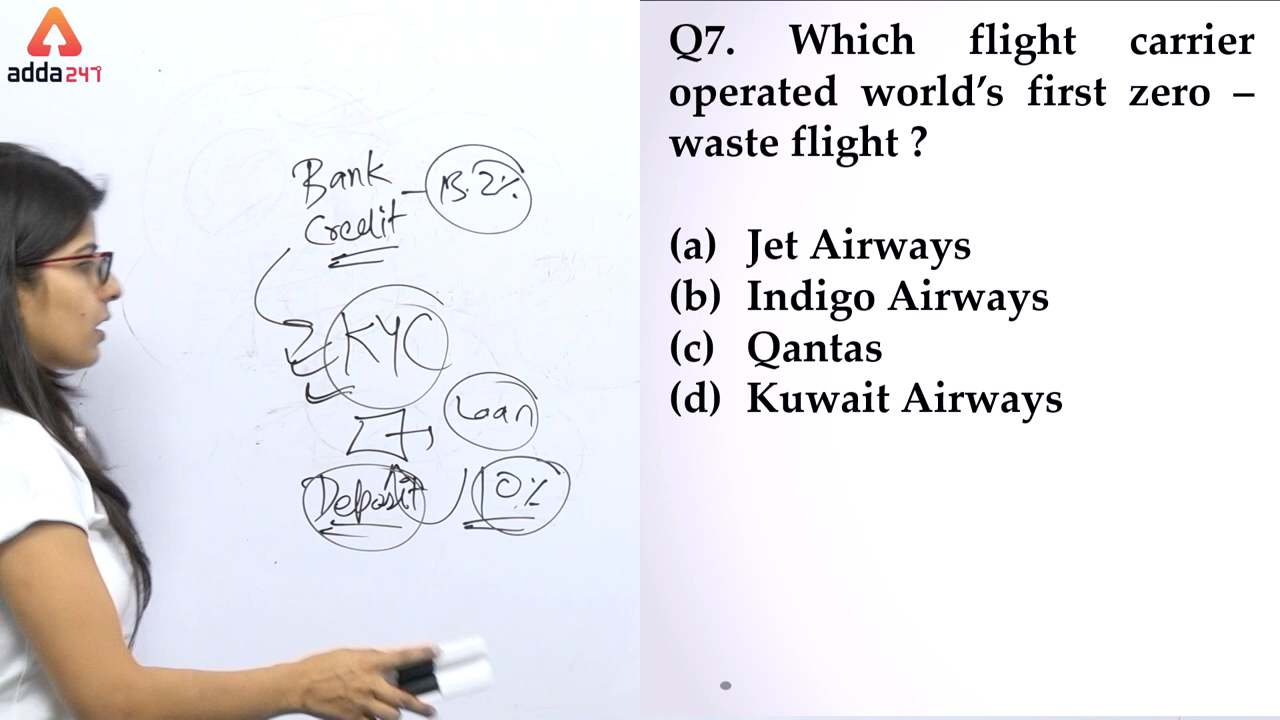 adda247
Bank
Credit
13.2%
KYC
Loan
Deposit
10%
Q7. Which flight carrier
operated world's first zero –
waste flight ?
(a) Jet Airways
(b) Indigo Airways
(c) Qantas
(d) Kuwait Airways